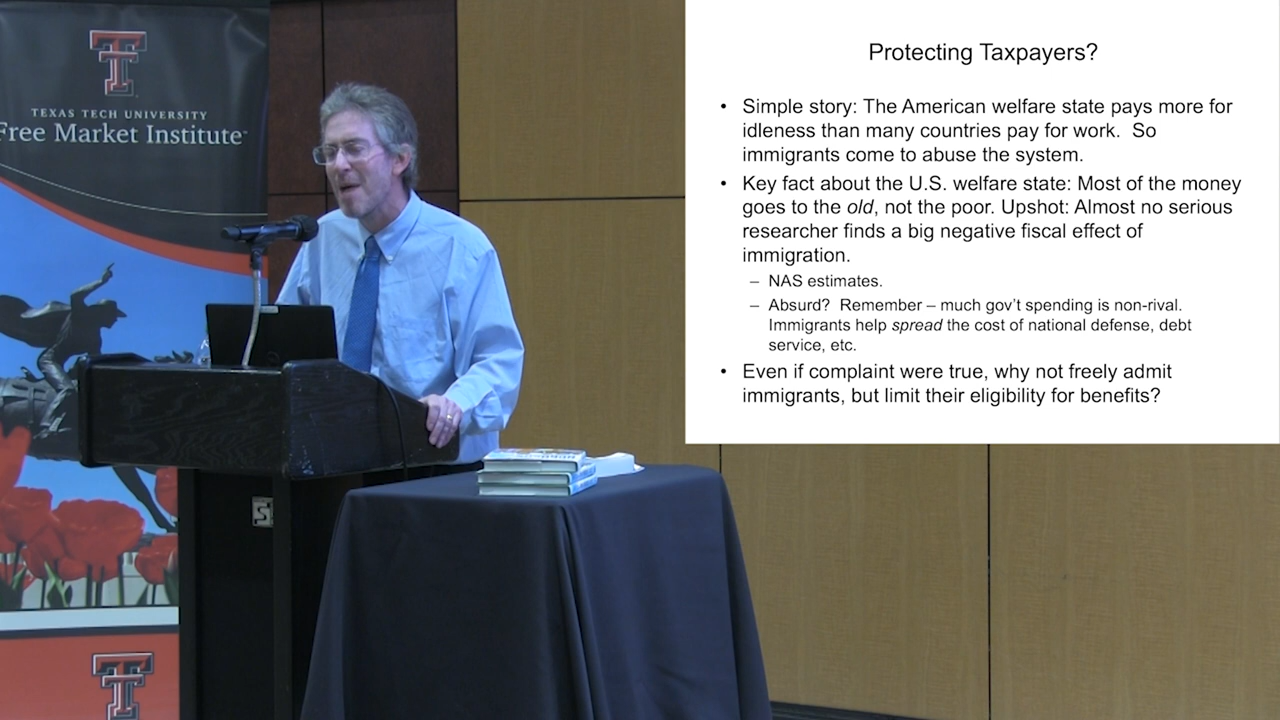 TEXAS TECH UNIVERSITY
Free Market Institute
Protecting Taxpayers?
• Simple story: The American welfare state pays more for
idleness than many countries pay for work. So
immigrants come to abuse the system.
• Key fact about the U.S. welfare state: Most of the money
goes to the old, not the poor. Upshot: Almost no serious
researcher finds a big negative fiscal effect of
immigration.
– NAS estimates.
– Absurd? Remember – much gov't spending is non-rival.
Immigrants help spread the cost of national defense, debt
service, etc.
• Even if complaint were true, why not freely admit
immigrants, but limit their eligibility for benefits?